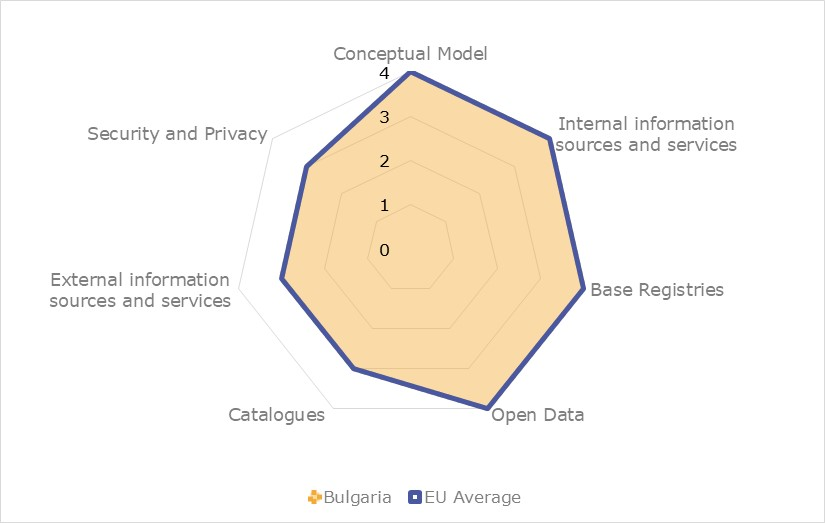 Conceptual Model
4
3
2
1
0
Internal information
sources and services
Base Registries
Open Data
Catalogues
External information
sources and services
Security and Privacy
Bulgaria
EU Average